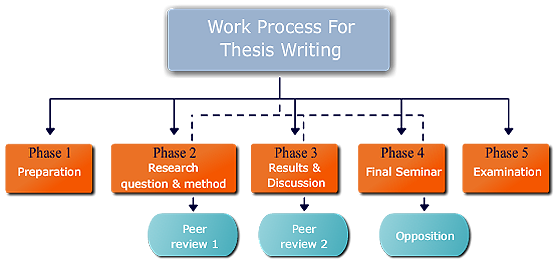 Work Process For
Thesis Writing
Phase 1
Preparation
Phase 2
Research
question & method
Phase 3
Results &
Discussion
Phase 4
Final Seminar
Phase 5
Examination
Peer
review 1
Peer
review 2
Opposition